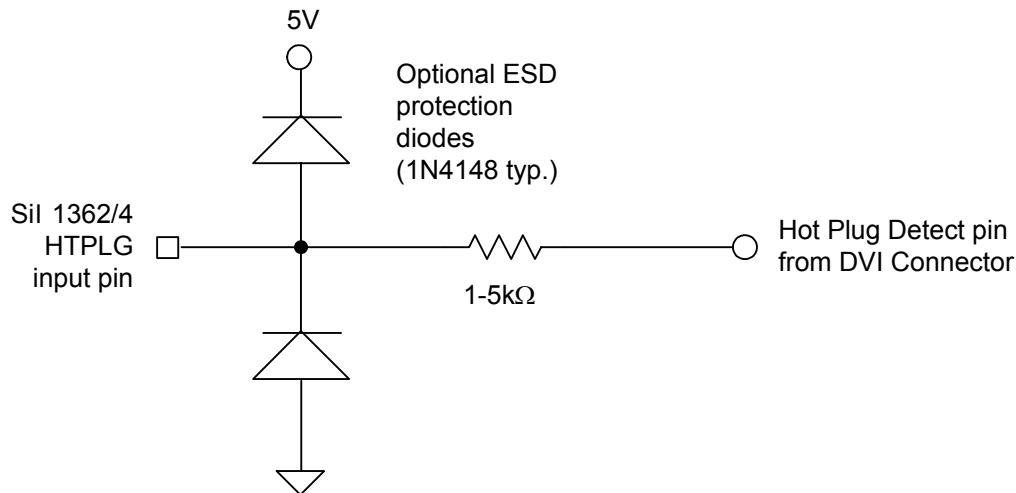 5V
Optional ESD
protection
diodes
(1N4148 typ.)
SiI 1362/4
HTPLG
input pin
Hot Plug Detect pin
from DVI Connector
1-5kΩ